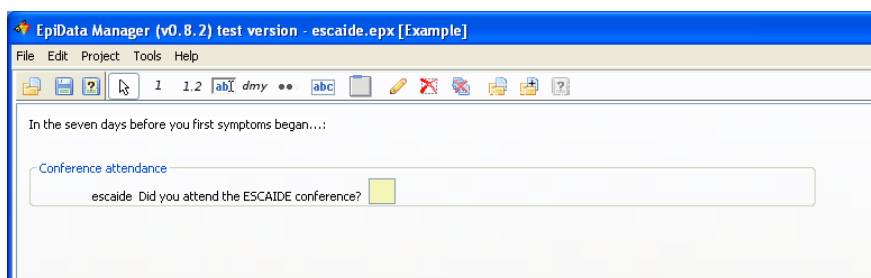 EpiData Manager (v0.8.2) test version - escaide.epx [Example]
File Edit Project Tools Help
1 1.2 ab dmy abc
In the seven days before you first symptoms began...:
Conference attendance
escaide Did you attend the ESCAIDE conference?